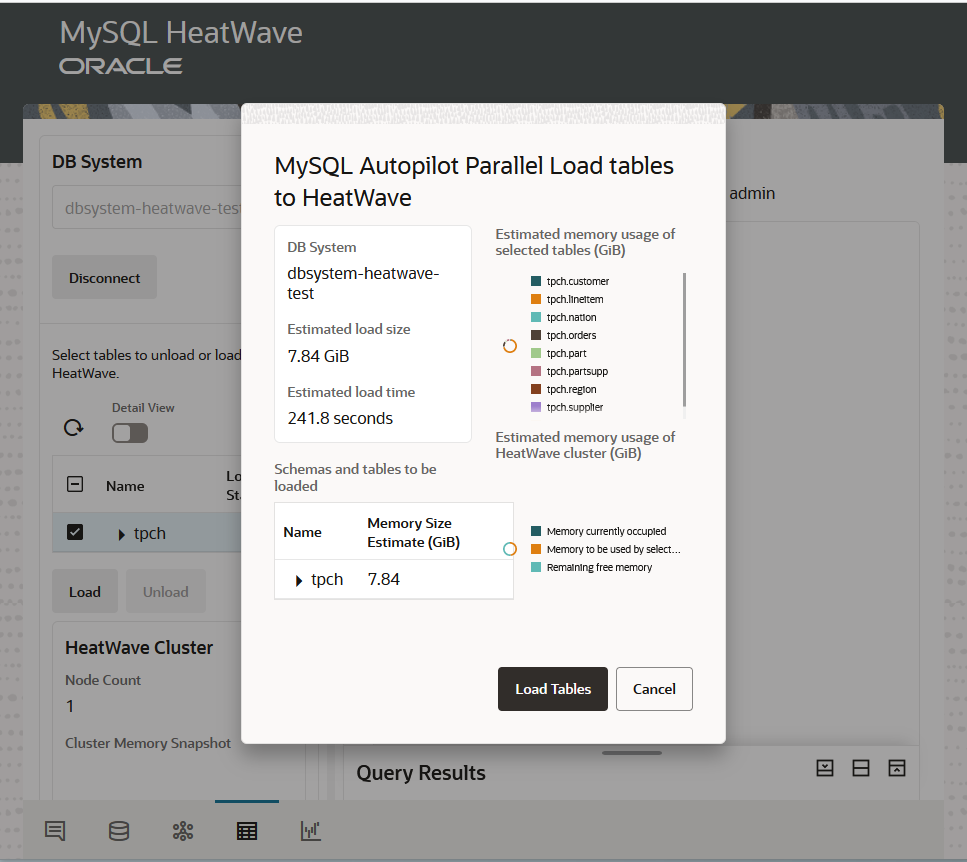 MySQL HeatWave
ORACLE
DB System
dbsystem-heatwave-test
Disconnect
Select tables to unload or load
HeatWave.
Detail View
Name
Lo
St
tpch
Load
Unload
HeatWave Cluster
Node Count
1
Cluster Memory Snapshot
admin
MySQL Autopilot Parallel Load tables
to HeatWave
DB System
dbsystem-heatwave-
test
Estimated load size
7.84 GiB
Estimated load time
241.8 seconds
Estimated memory usage of
selected tables (GiB)
tpch.customer
tpch.lineitem
tpch.nation
tpch.orders
tpch.part
tpch.partsupp
tpch.region
tpch.supplier
Estimated memory usage of
HeatWave cluster (GiB)
Memory currently occupied
Memory to be used by select...
Remaining free memory
Schemas and tables to be
loaded
Name
Memory Size
Estimate (GiB)
tpch 7.84
Load Tables
Cancel
Query Results